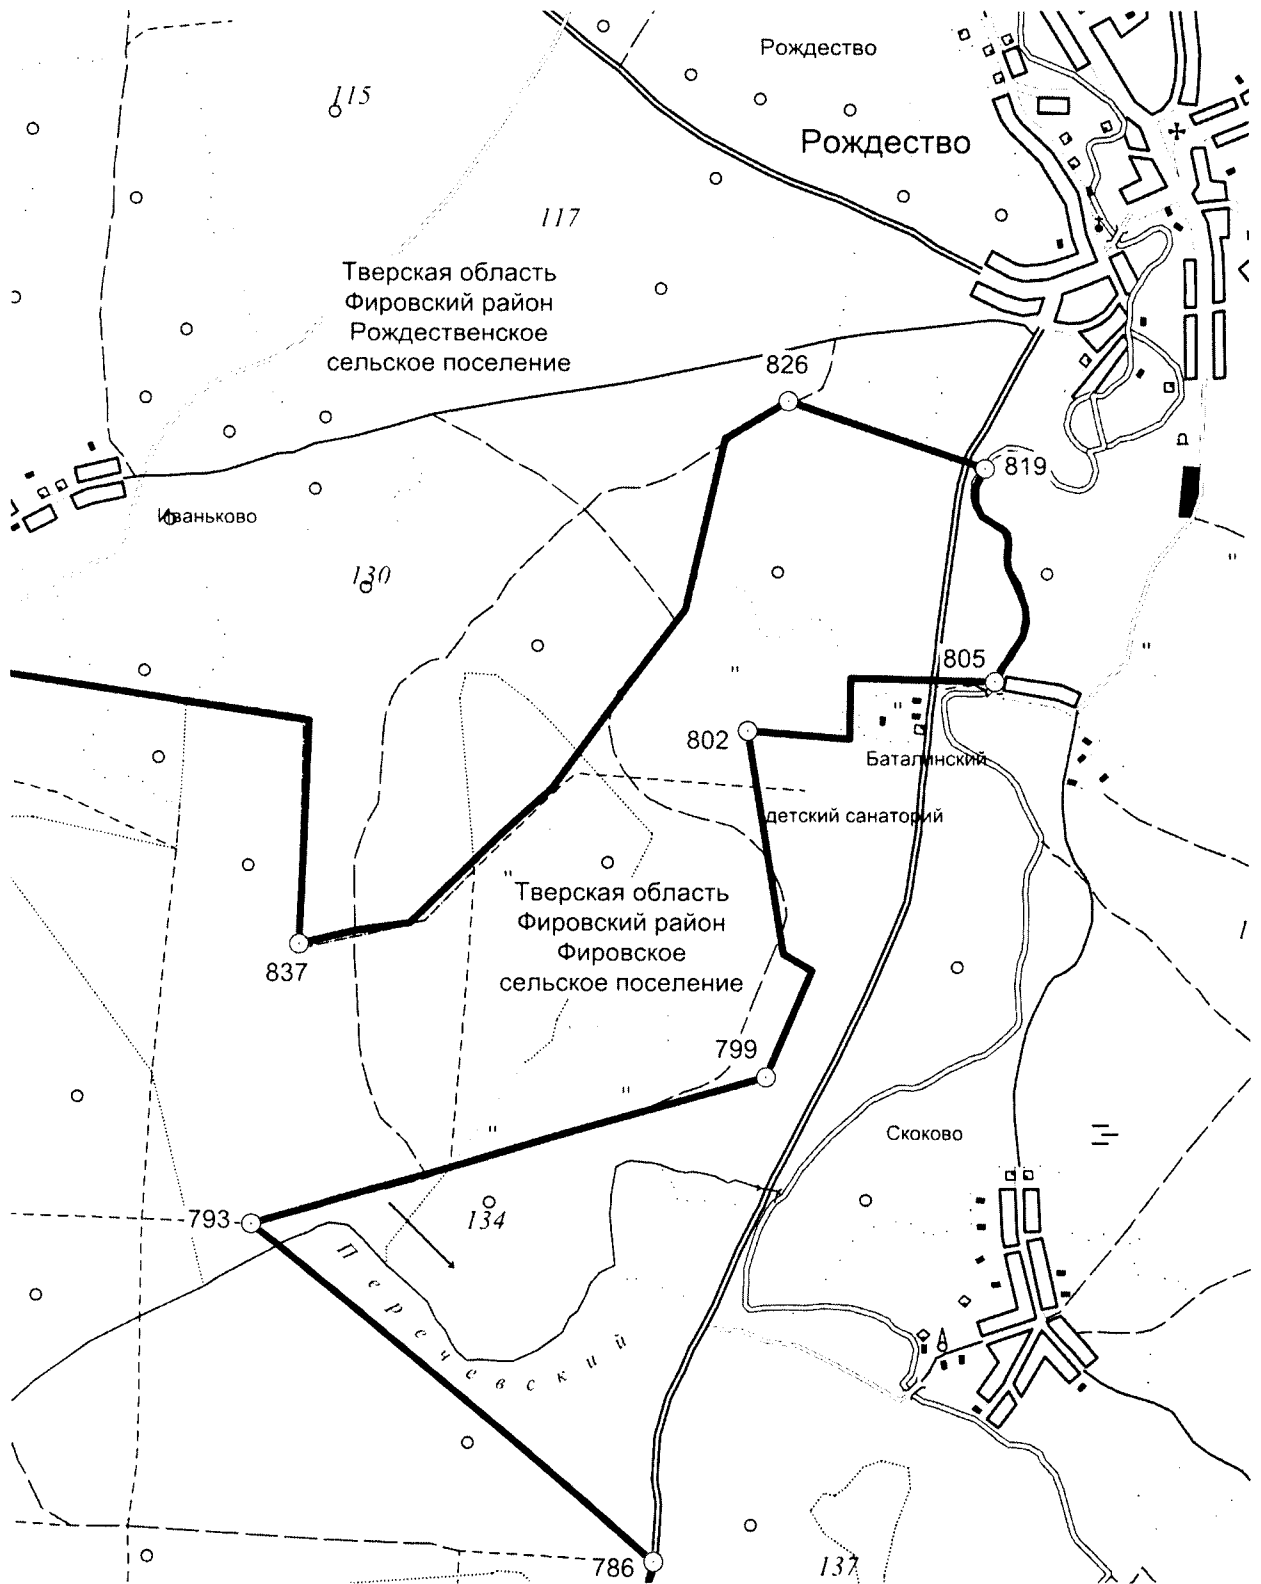 Рождество
115
Рождество
117
Тверская область
Фировский район
Рождественское
сельское поселение
826
819
Иваньково
130
805
802
Баталинский
детский санаторий
Тверская область
Фировский район
Фировское
сельское поселение
837
799
Скоково
793
134
Перечевский
786
137